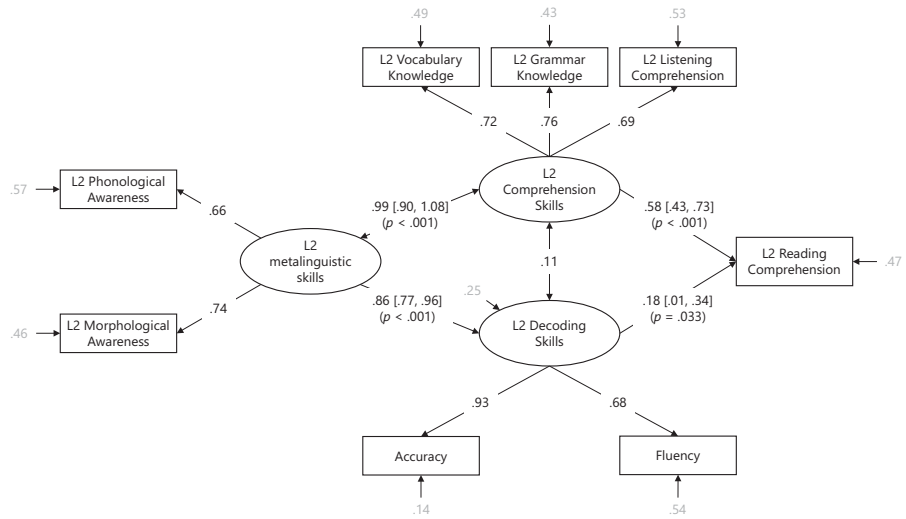 .49
.43
.53
L2 Vocabulary
Knowledge
L2 Grammar
Knowledge
L2 Listening
Comprehension
.72
.76
.69
.57
L2 Phonological
Awareness
.66
L2
Comprehension
Skills
.99 [.90, 1.08]
(p < .001)
.58 [.43, .73]
(p < .001)
L2
metalinguistic
skills
.11
L2 Reading
Comprehension
.47
.74
.86 [.77, .96]
(p < .001)
.25
.18 [.01, .34]
(p = .033)
.46
L2 Morphological
Awareness
L2 Decoding
Skills
.93
.68
Accuracy
Fluency
.14
.54